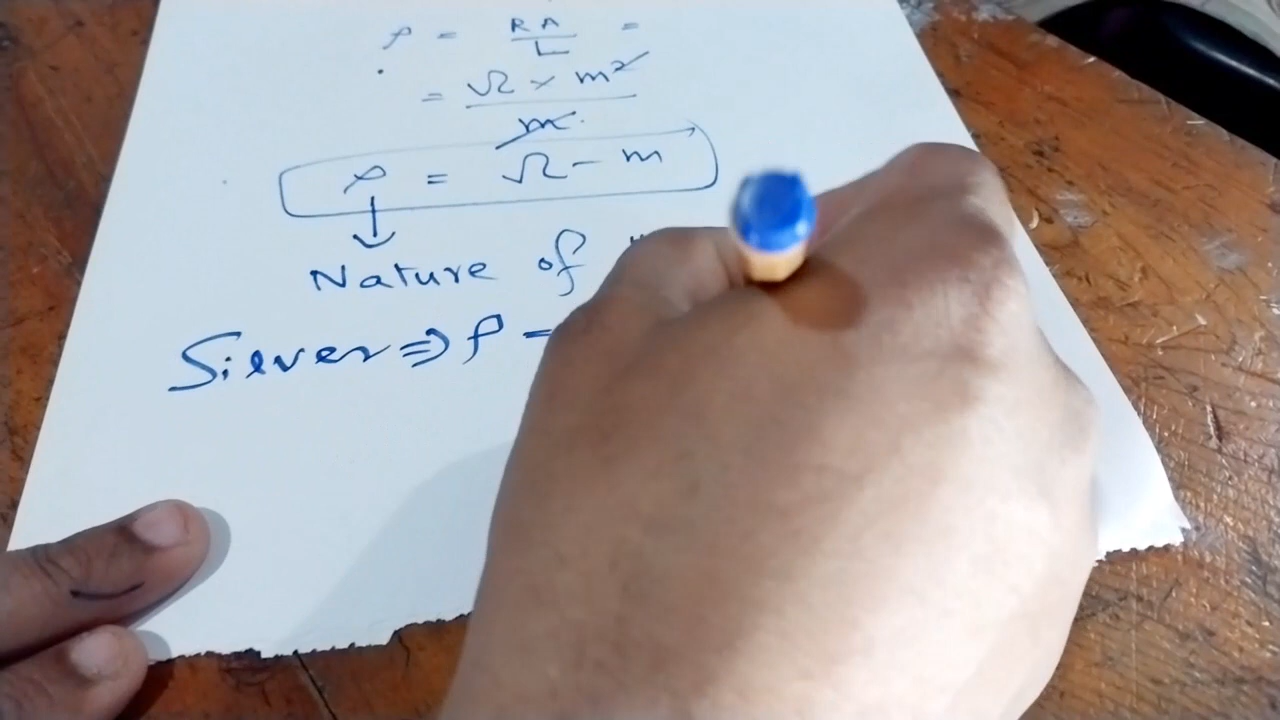 ρ = RA/L =
= Ω × m²/m
ρ = Ω - m
Nature of "
Silver ⇒ ρ =